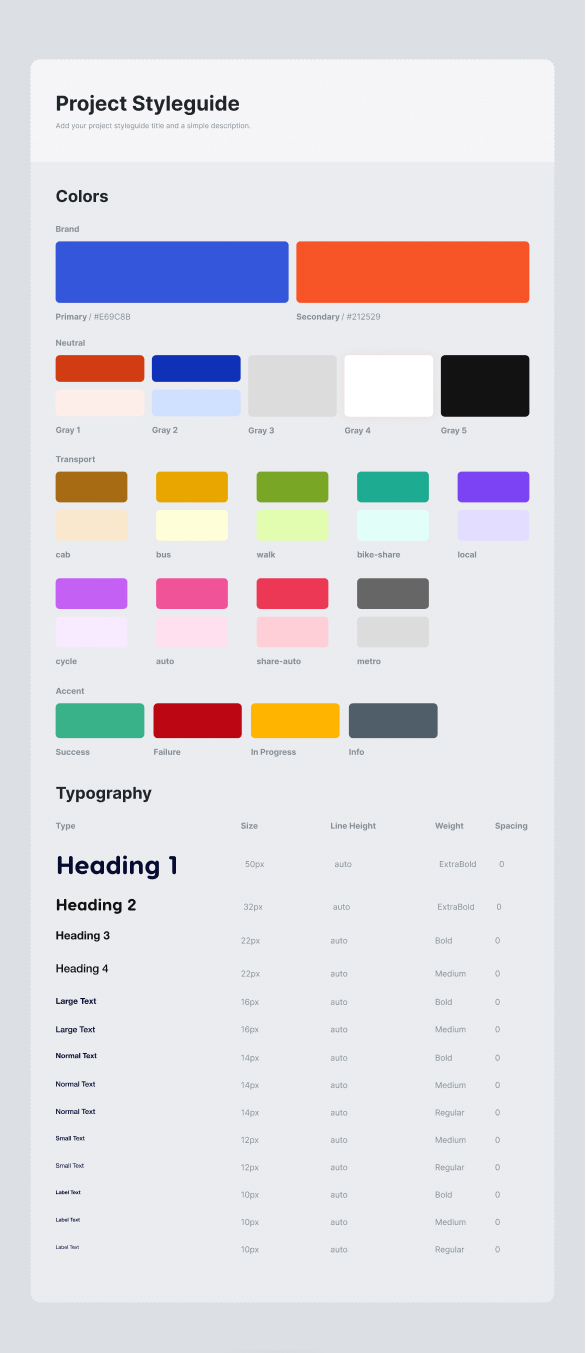 Project Styleguide
Add your project styleguide title and a simple description.
Colors
Brand
Primary / #E69C8B
Secondary / #212529
Neutral
Gray 1
Gray 2
Gray 3
Gray 4
Gray 5
Transport
cab
bus
walk
bike-share
local
cycle
auto
share-auto
metro
Accent
Success
Failure
In Progress
Info
Typography
Type Size Line Height Weight Spacing
Heading 1 50px auto ExtraBold 0
Heading 2 32px auto ExtraBold 0
Heading 3 22px auto Bold 0
Heading 4 22px auto Medium 0
Large Text 16px auto Bold 0
Large Text 16px auto Medium 0
Normal Text 14px auto Bold 0
Normal Text 14px auto Medium 0
Normal Text 14px auto Regular 0
Small Text 12px auto Medium 0
Small Text 12px auto Regular 0
Label Text 10px auto Bold 0
Label Text 10px auto Medium 0
Label Text 10px auto Regular 0